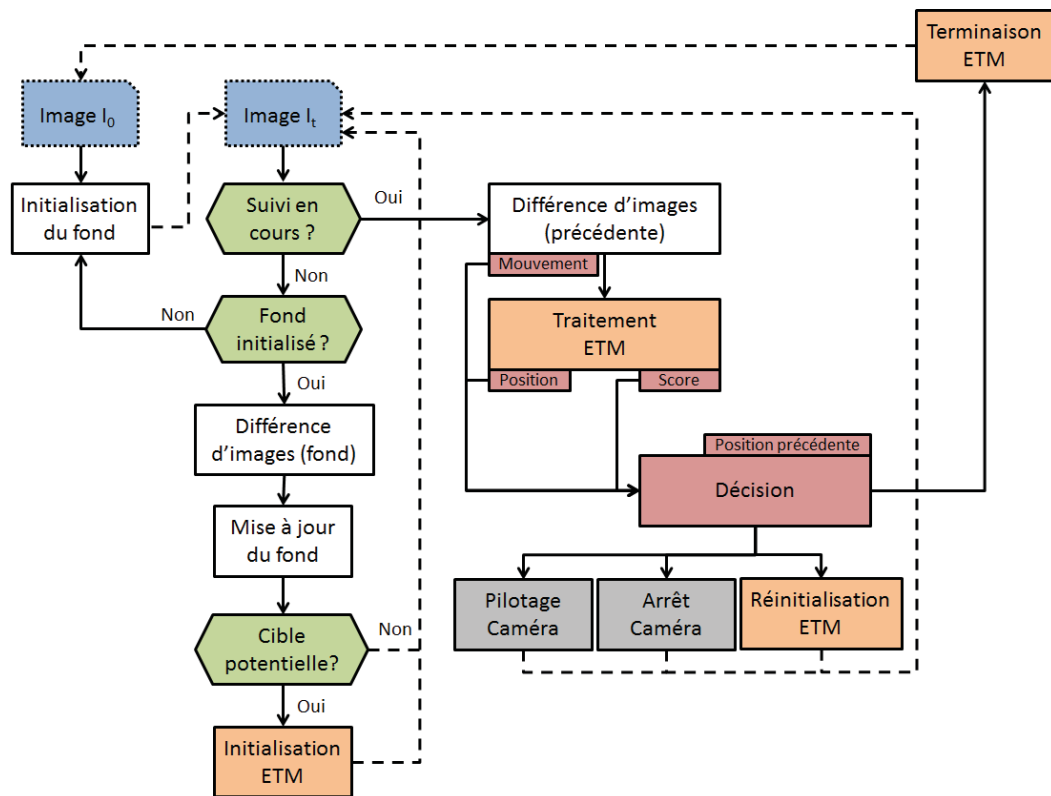 Terminaison
ETM
Image I0
Image It
Initialisation
du fond
Suivi en
cours ?
Oui
Différence d'images
(précédente)
Mouvement
Non
Non
Fond
initialisé ?
Traitement
ETM
Position
Score
Oui
Différence
d'images (fond)
Position précédente
Décision
Mise à jour
du fond
Pilotage
Caméra
Arrêt
Caméra
Réinitialisation
ETM
Cible
potentielle?
Non
Oui
Initialisation
ETM